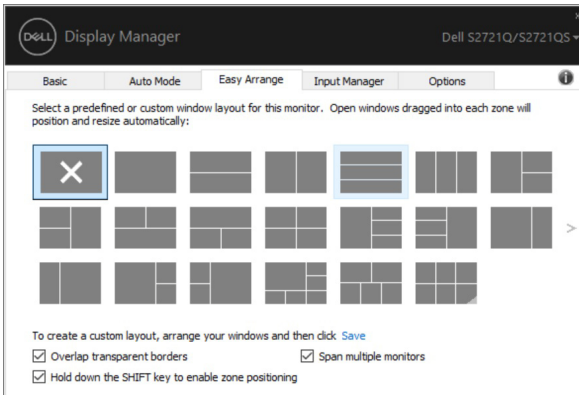 DELL Display Manager
Dell S2721Q/S2721QS
Basic Auto Mode Easy Arrange Input Manager Options
Select a predefined or custom window layout for this monitor. Open windows dragged into each zone will
position and resize automatically:
To create a custom layout, arrange your windows and then click Save
Overlap transparent borders Span multiple monitors
Hold down the SHIFT key to enable zone positioning